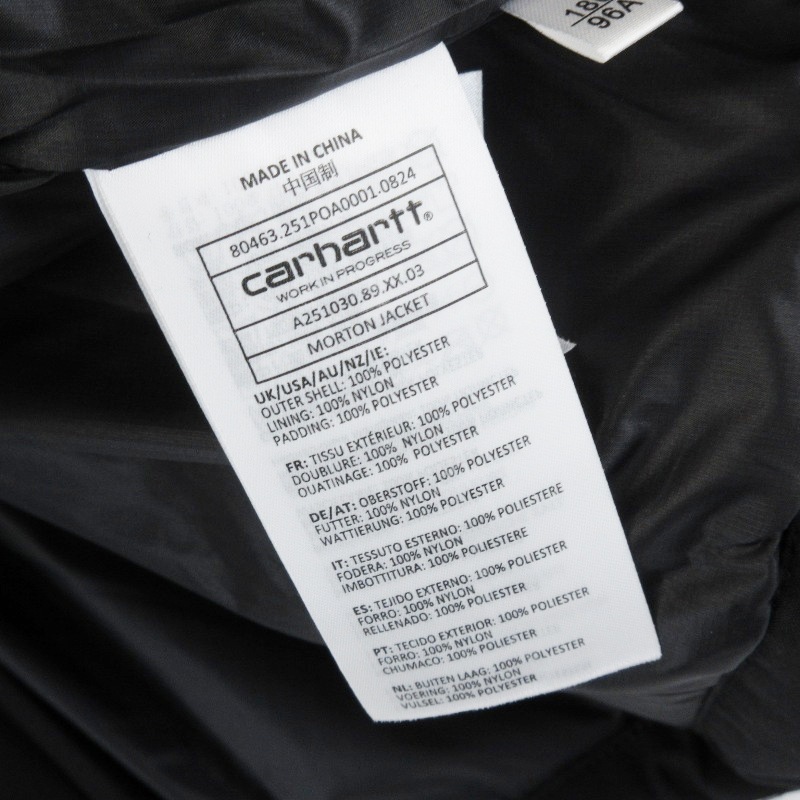 18
96A
MADE IN CHINA
中国制
80463.251POA0001.0824
carhartt®
WORK IN PROGRESS
A251030.89.XX.03
MORTON JACKET
UK/USA/AU/NZ/IE:
OUTER SHELL: 100% POLYESTER
LINING: 100% NYLON
PADDING: 100% POLYESTER
FR: TISSU EXTÉRIEUR: 100% POLYESTER
DOUBLURE: 100% NYLON
OUATINAGE: 100% POLYESTER
DE/AT: OBERSTOFF: 100% POLYESTER
FUTTER: 100% NYLON
WATTIERUNG: 100% POLYESTER
IT: TESSUTO ESTERNO: 100% POLIESTERE
FODERA: 100% NYLON
IMBOTTITURA: 100% POLIESTERE
ES: TEJIDO EXTERNO: 100% POLIESTER
FORRO: 100% NYLON
RELLENADO: 100% POLIESTER
PT: TECIDO EXTERIOR: 100% POLIESTER
FORRO: 100% NYLON
CHUMACO: 100% POLIESTER
NL: BUITEN LAAG: 100% POLYESTER
VOERING: 100% NYLON
VULSEL: 100% POLYESTER